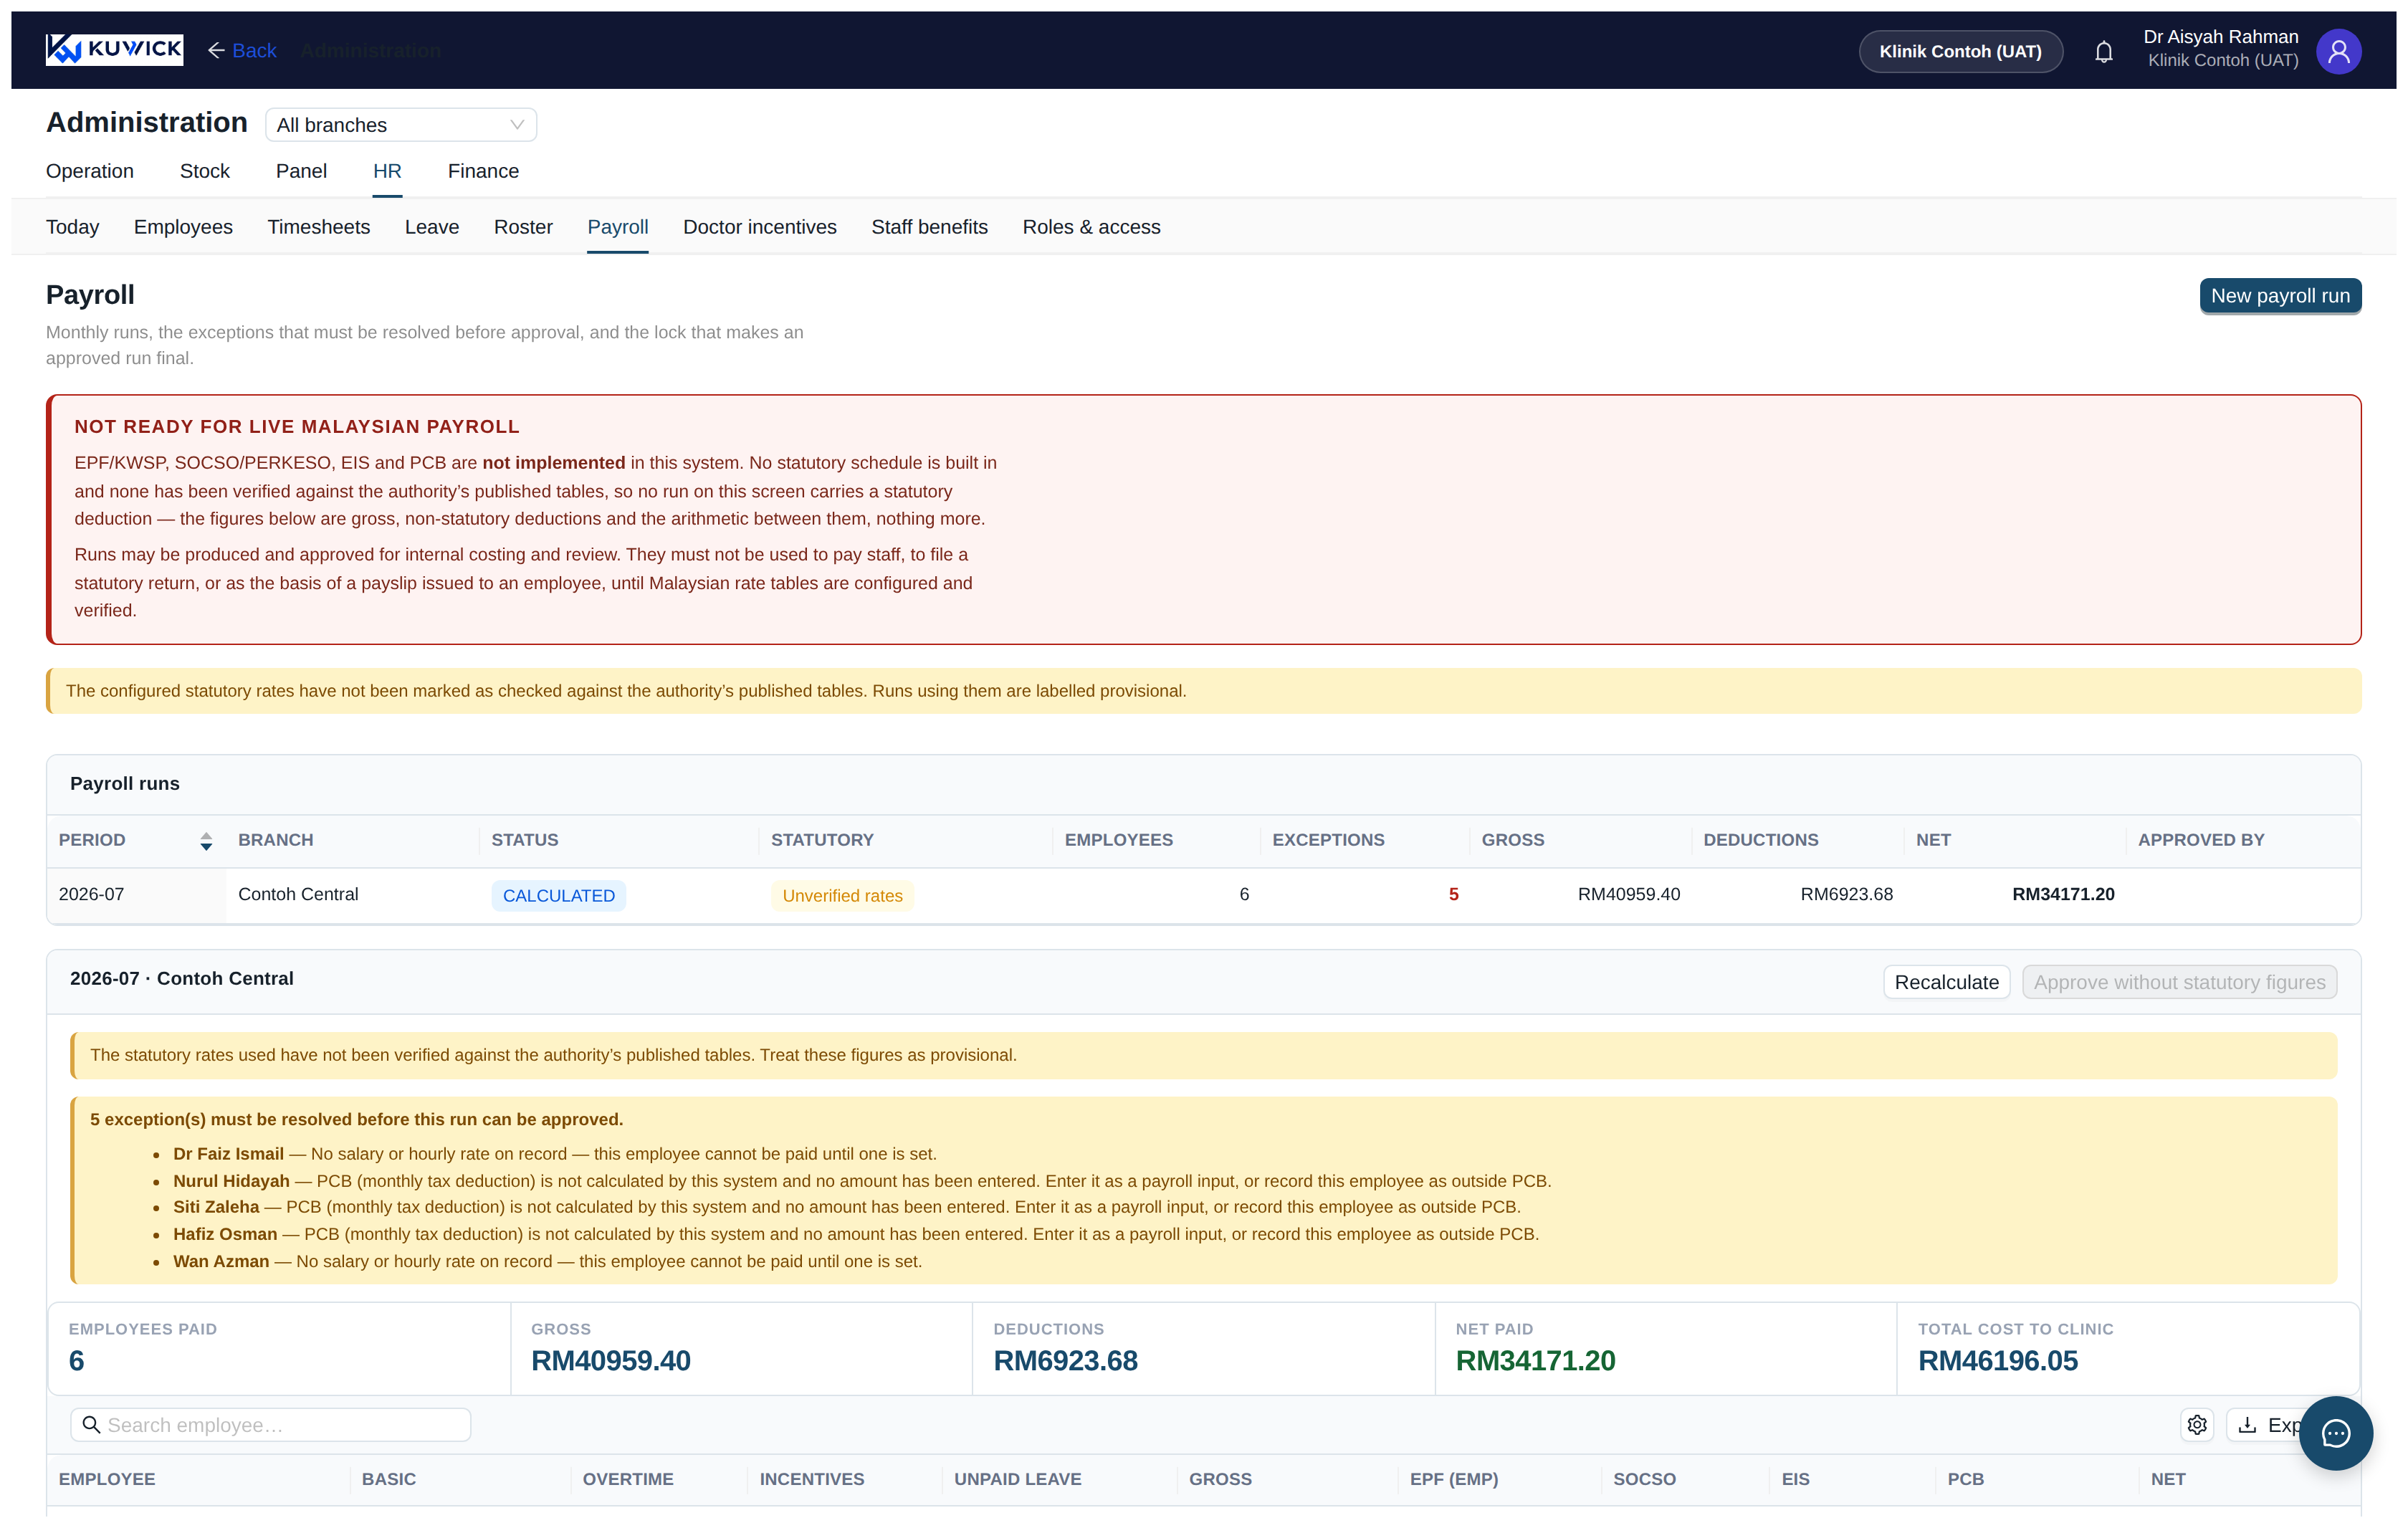 KUWICK
Back Administration
Klinik Contoh (UAT)
Dr Aisyah Rahman
Klinik Contoh (UAT)
Administration
All branches
Operation Stock Panel HR Finance
Today Employees Timesheets Leave Roster Payroll Doctor incentives Staff benefits Roles & access
Payroll
New payroll run
Monthly runs, the exceptions that must be resolved before approval, and the lock that makes an
approved run final.
NOT READY FOR LIVE MALAYSIAN PAYROLL
EPF/KWSP, SOCSO/PERKESO, EIS and PCB are not implemented in this system. No statutory schedule is built in
and none has been verified against the authority’s published tables, so no run on this screen carries a statutory
deduction — the figures below are gross, non-statutory deductions and the arithmetic between them, nothing more.
Runs may be produced and approved for internal costing and review. They must not be used to pay staff, to file a
statutory return, or as the basis of a payslip issued to an employee, until Malaysian rate tables are configured and
verified.
The configured statutory rates have not been marked as checked against the authority’s published tables. Runs using them are labelled provisional.
Payroll runs
PERIOD BRANCH STATUS STATUTORY EMPLOYEES EXCEPTIONS GROSS DEDUCTIONS NET APPROVED BY
2026-07 Contoh Central CALCULATED Unverified rates 6 5 RM40959.40 RM6923.68 RM34171.20
2026-07 · Contoh Central
Recalculate Approve without statutory figures
The statutory rates used have not been verified against the authority’s published tables. Treat these figures as provisional.
5 exception(s) must be resolved before this run can be approved.
• Dr Faiz Ismail — No salary or hourly rate on record — this employee cannot be paid until one is set.
• Nurul Hidayah — PCB (monthly tax deduction) is not calculated by this system and no amount has been entered. Enter it as a payroll input, or record this employee as outside PCB.
• Siti Zaleha — PCB (monthly tax deduction) is not calculated by this system and no amount has been entered. Enter it as a payroll input, or record this employee as outside PCB.
• Hafiz Osman — PCB (monthly tax deduction) is not calculated by this system and no amount has been entered. Enter it as a payroll input, or record this employee as outside PCB.
• Wan Azman — No salary or hourly rate on record — this employee cannot be paid until one is set.
EMPLOYEES PAID GROSS DEDUCTIONS NET PAID TOTAL COST TO CLINIC
6 RM40959.40 RM6923.68 RM34171.20 RM46196.05
Search employee…
EMPLOYEE BASIC OVERTIME INCENTIVES UNPAID LEAVE GROSS EPF (EMP) SOCSO EIS PCB NET